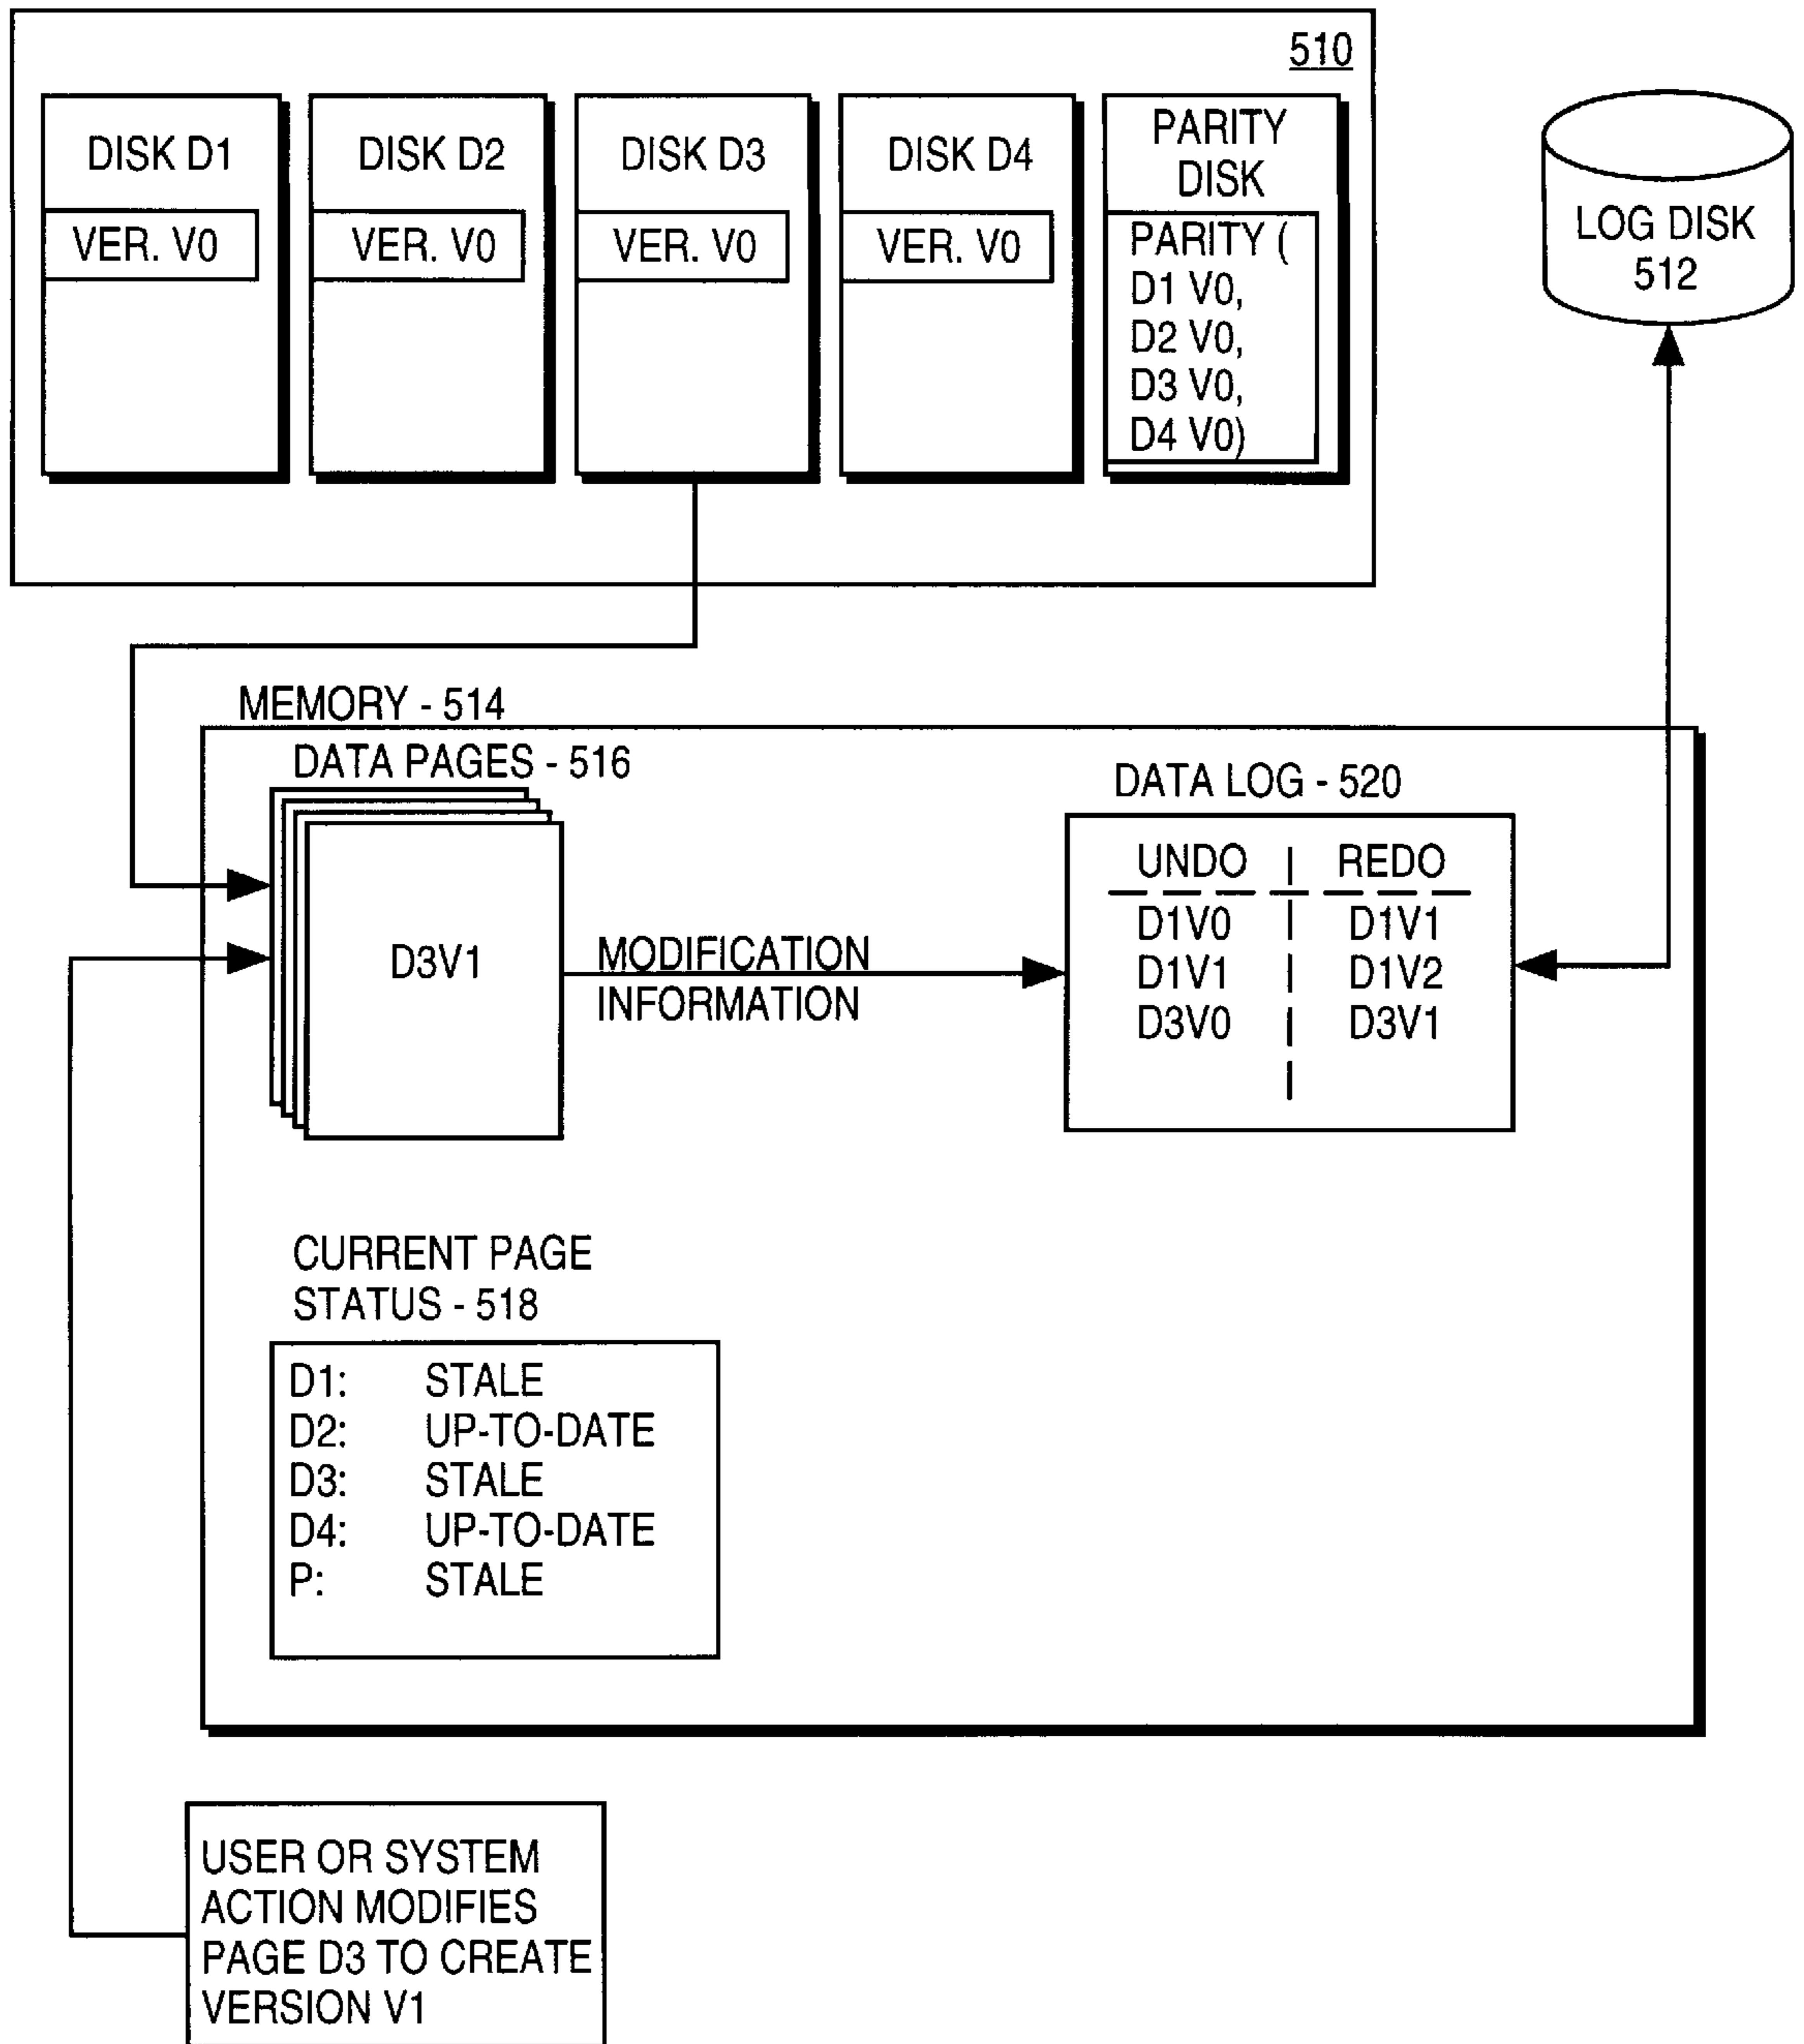 510
DISK D1
VER. V0
DISK D2
VER. V0
DISK D3
VER. V0
DISK D4
VER. V0
PARITY
DISK
PARITY (
D1 V0,
D2 V0,
D3 V0,
D4 V0)
LOG DISK
512
MEMORY - 514
DATA PAGES - 516
D3V1
MODIFICATION
INFORMATION
DATA LOG - 520
UNDO | REDO
D1V0 | D1V1
D1V1 | D1V2
D3V0 | D3V1
CURRENT PAGE
STATUS - 518
D1: STALE
D2: UP-TO-DATE
D3: STALE
D4: UP-TO-DATE
P: STALE
USER OR SYSTEM
ACTION MODIFIES
PAGE D3 TO CREATE
VERSION V1